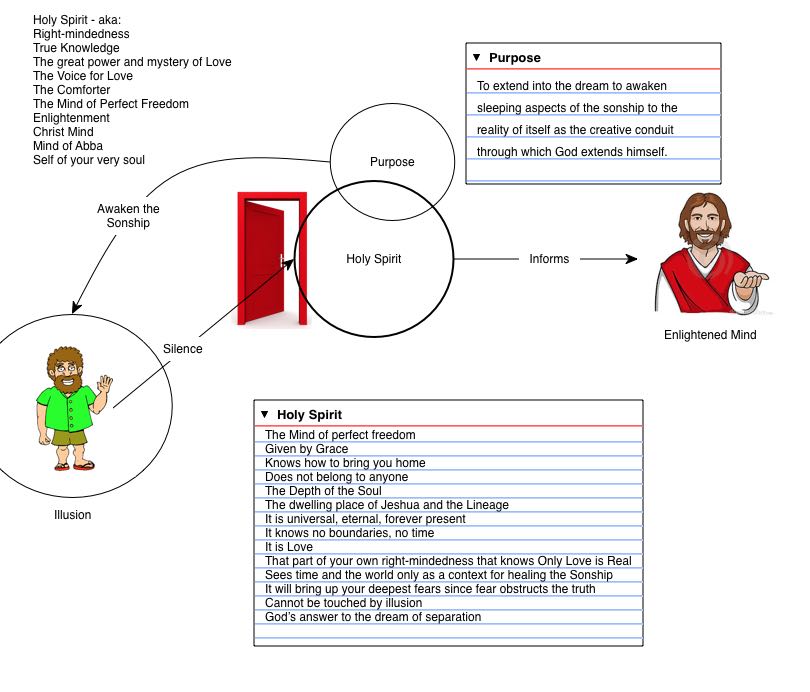 Holy Spirit - aka:
Right-mindedness
True Knowledge
The great power and mystery of Love
The Voice for Love
The Comforter
The Mind of Perfect Freedom
Enlightenment
Christ Mind
Mind of Abba
Self of your very soul
Purpose
To extend into the dream to awaken
sleeping aspects of the sonship to the
reality of itself as the creative conduit
through which God extends himself.
Purpose
Awaken the
Sonship
Holy Spirit
Informs
Enlightened Mind
Silence
Illusion
Holy Spirit
The Mind of perfect freedom
Given by Grace
Knows how to bring you home
Does not belong to anyone
The Depth of the Soul
The dwelling place of Jeshua and the Lineage
It is universal, eternal, forever present
It knows no boundaries, no time
It is Love
That part of your own right-mindedness that knows Only Love is Real
Sees time and the world only as a context for healing the Sonship
It will bring up your deepest fears since fear obstructs the truth
Cannot be touched by illusion
God's answer to the dream of separation